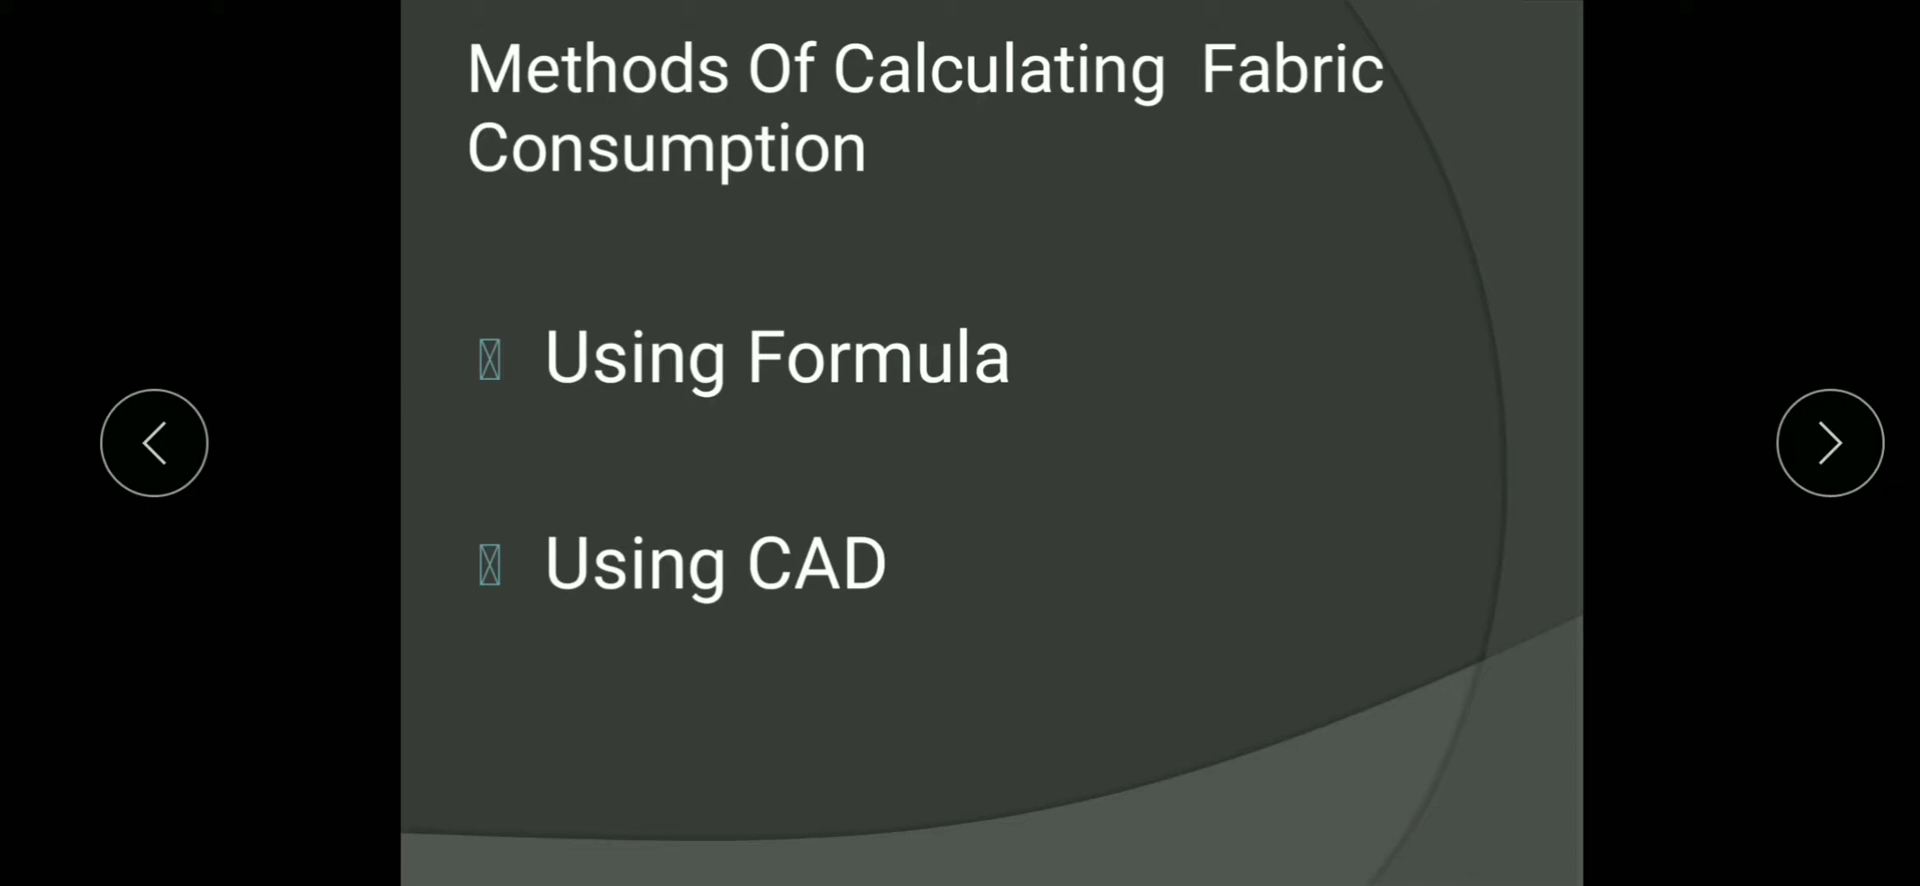 Methods Of Calculating  Fabric
Consumption
Using Formula
Using CAD